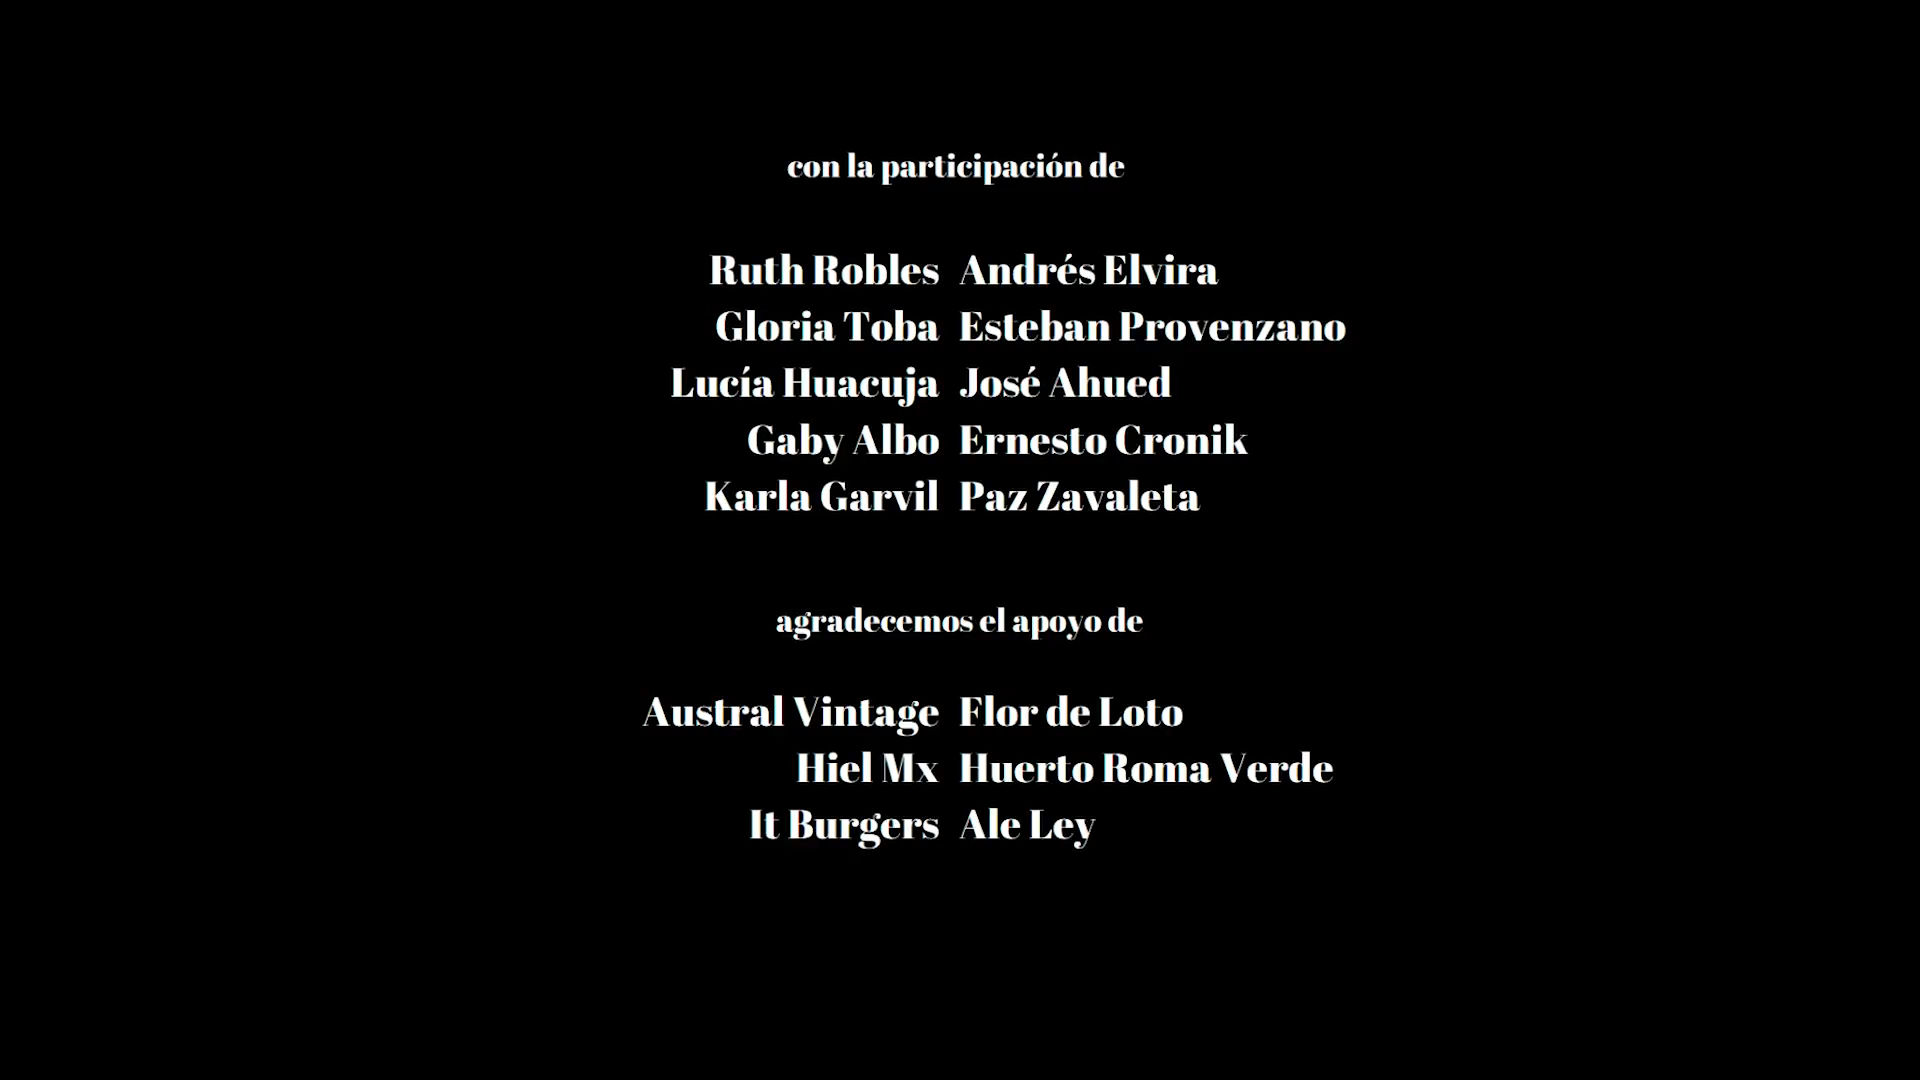 con la participación de
Ruth Robles Andrés Elvira
Gloria Toba Esteban Provenzano
Lucía Huacuja José Ahued
Gaby Albo Ernesto Cronik
Karla Garvil Paz Zavaleta
agradecemos el apoyo de
Austral Vintage Flor de Loto
Hiel Mx Huerto Roma Verde
It Burgers Ale Ley